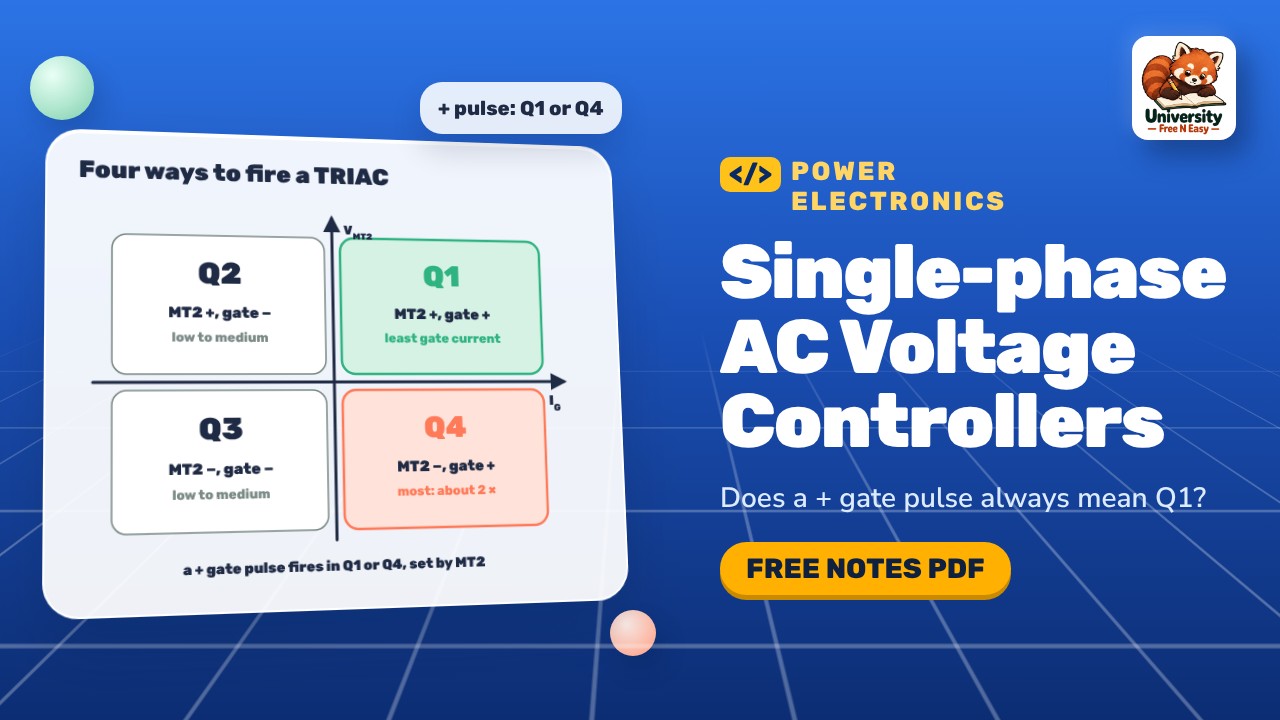 + pulse: Q1 or Q4
Four ways to fire a TRIAC
VMT2
Q2
MT2 +, gate −
low to medium
Q1
MT2 +, gate +
least gate current
IG
Q3
MT2 −, gate −
low to medium
Q4
MT2 −, gate +
most: about 2 ×
a + gate pulse fires in Q1 or Q4, set by MT2
University
Free N Easy
</> POWER
ELECTRONICS
Single-phase
AC Voltage
Controllers
Does a + gate pulse always mean Q1?
FREE NOTES PDF